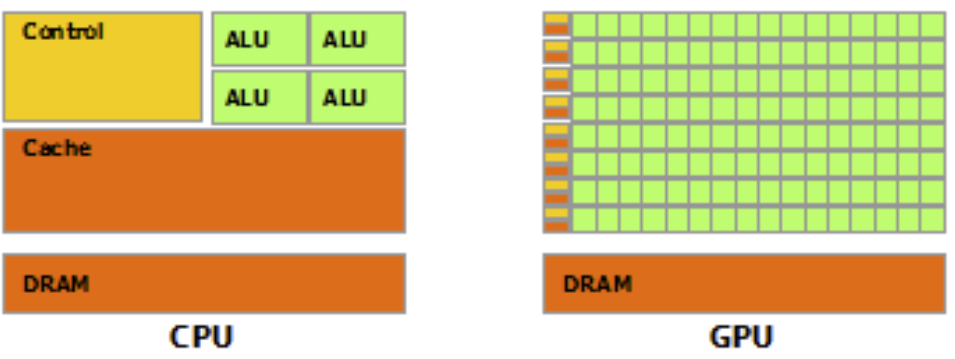 Control
ALU ALU
ALU ALU
Cache
DRAM
CPU
DRAM
GPU